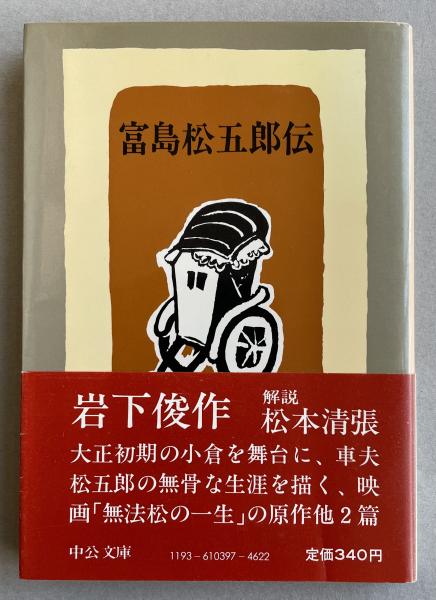 富島松五郎伝
岩下俊作
解説
松本清張
大正初期の小倉を舞台に、車夫
松五郎の無骨な生涯を描く、映
画「無法松の一生」の原作他2篇
中公文庫
1193－610397－4622
定価340円